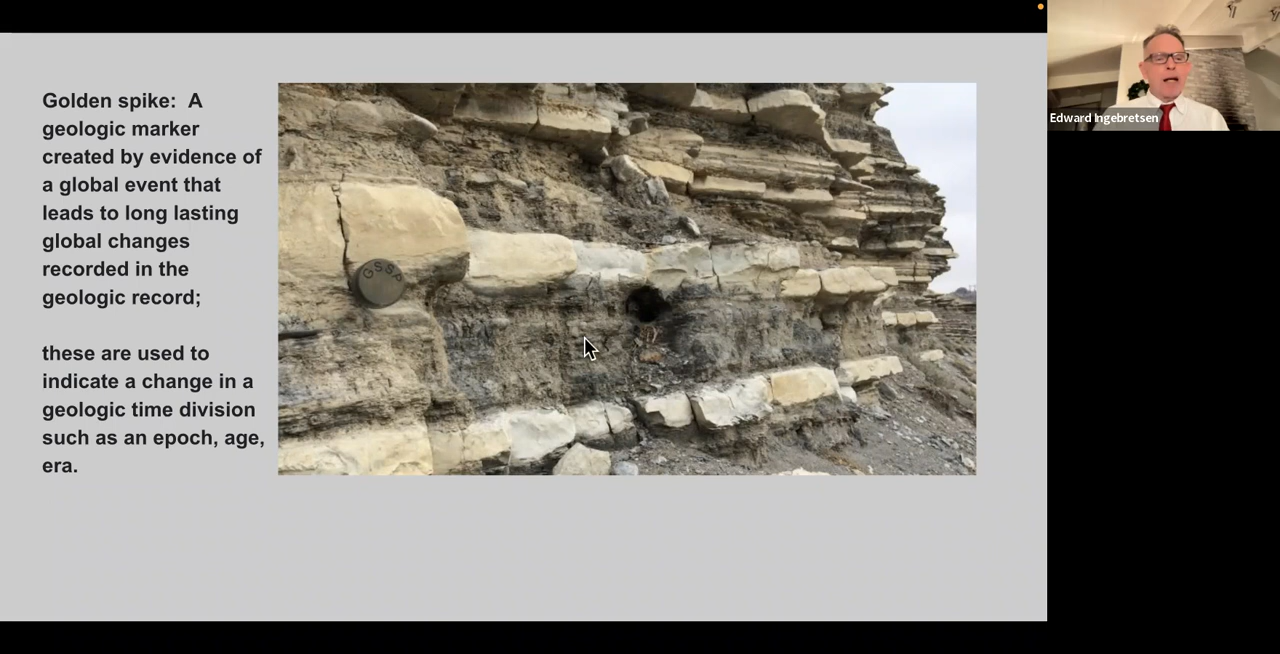 Golden spike:  A
geologic marker
created by evidence of
a global event that
leads to long lasting
global changes
recorded in the
geologic record;
these are used to
indicate a change in a
geologic time division
such as an epoch, age,
era.
GSSP
Edward Ingebretsen